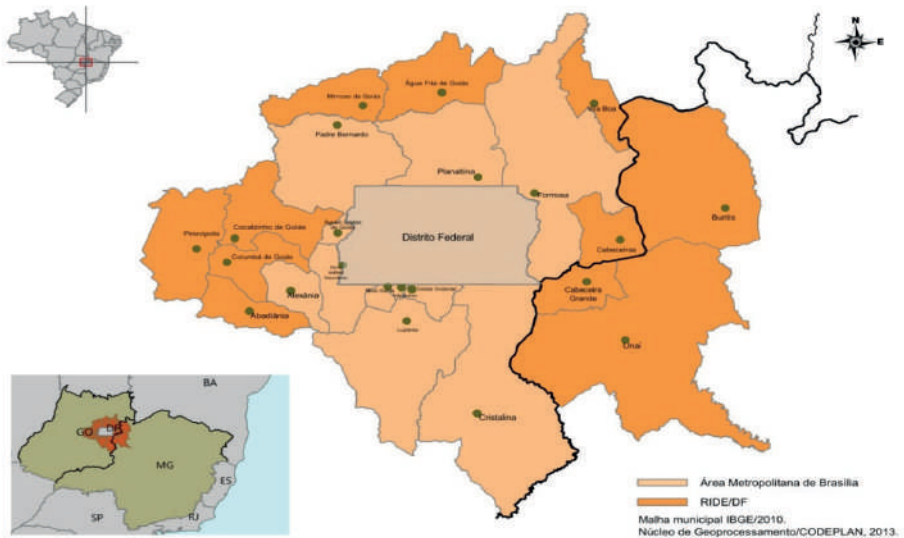 N
E
Água Fria de Goiás
Mimoso de Goiás
Vila Boa
Padre Bernardo
Planaltina
Formosa
Buritis
Distrito Federal
Cocalzinho de Goiás
Pirenópolis
Cabeceiras
Corumbá de Goiás
Cabeceira
Grande
Alexânia
Abadiânia
Luziânia
Unaí
Cristalina
BA
GO
DF
MG
ES
SP
RJ
Área Metropolitana de Brasília
RIDE/DF
Malha municipal IBGE/2010.
Núcleo de Geoprocessamento/CODEPLAN, 2013.